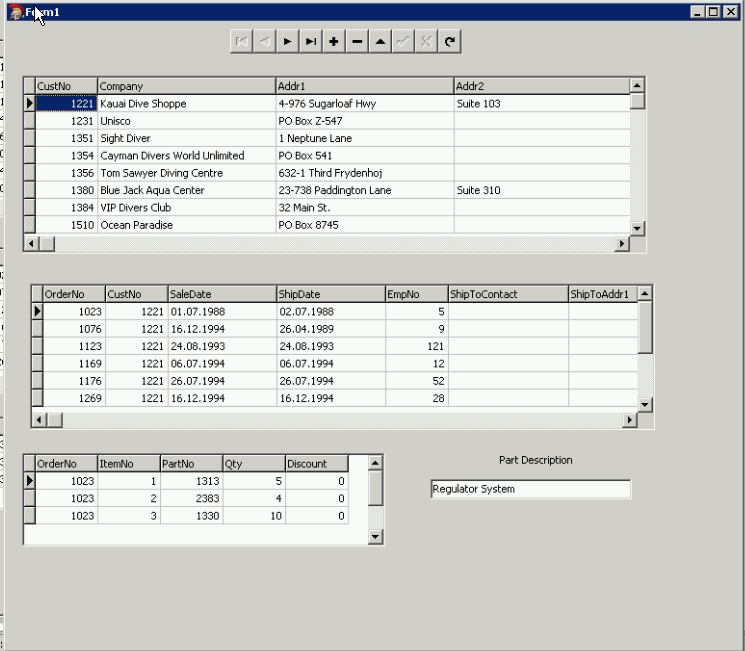 Form1
CustNo Company Addr1 Addr2
1221 Kauai Dive Shoppe 4-976 Sugarloaf Hwy Suite 103
1231 Unisco PO Box Z-547
1351 Sight Diver 1 Neptune Lane
1354 Cayman Divers World Unlimited PO Box 541
1356 Tom Sawyer Diving Centre 632-1 Third Frydenhoj
1380 Blue Jack Aqua Center 23-738 Paddington Lane Suite 310
1384 VIP Divers Club 32 Main St.
1510 Ocean Paradise PO Box 8745
OrderNo CustNo SaleDate ShipDate EmpNo ShipToContact ShipToAddr1
1023 1221 01.07.1988 02.07.1988 5
1076 1221 16.12.1994 26.04.1989 9
1123 1221 24.08.1993 24.08.1993 121
1169 1221 06.07.1994 06.07.1994 12
1176 1221 26.07.1994 26.07.1994 52
1269 1221 16.12.1994 16.12.1994 28
OrderNo ItemNo PartNo Qty Discount
1023 1 1313 5 0
1023 2 2383 4 0
1023 3 1330 10 0
Part Description
Regulator System